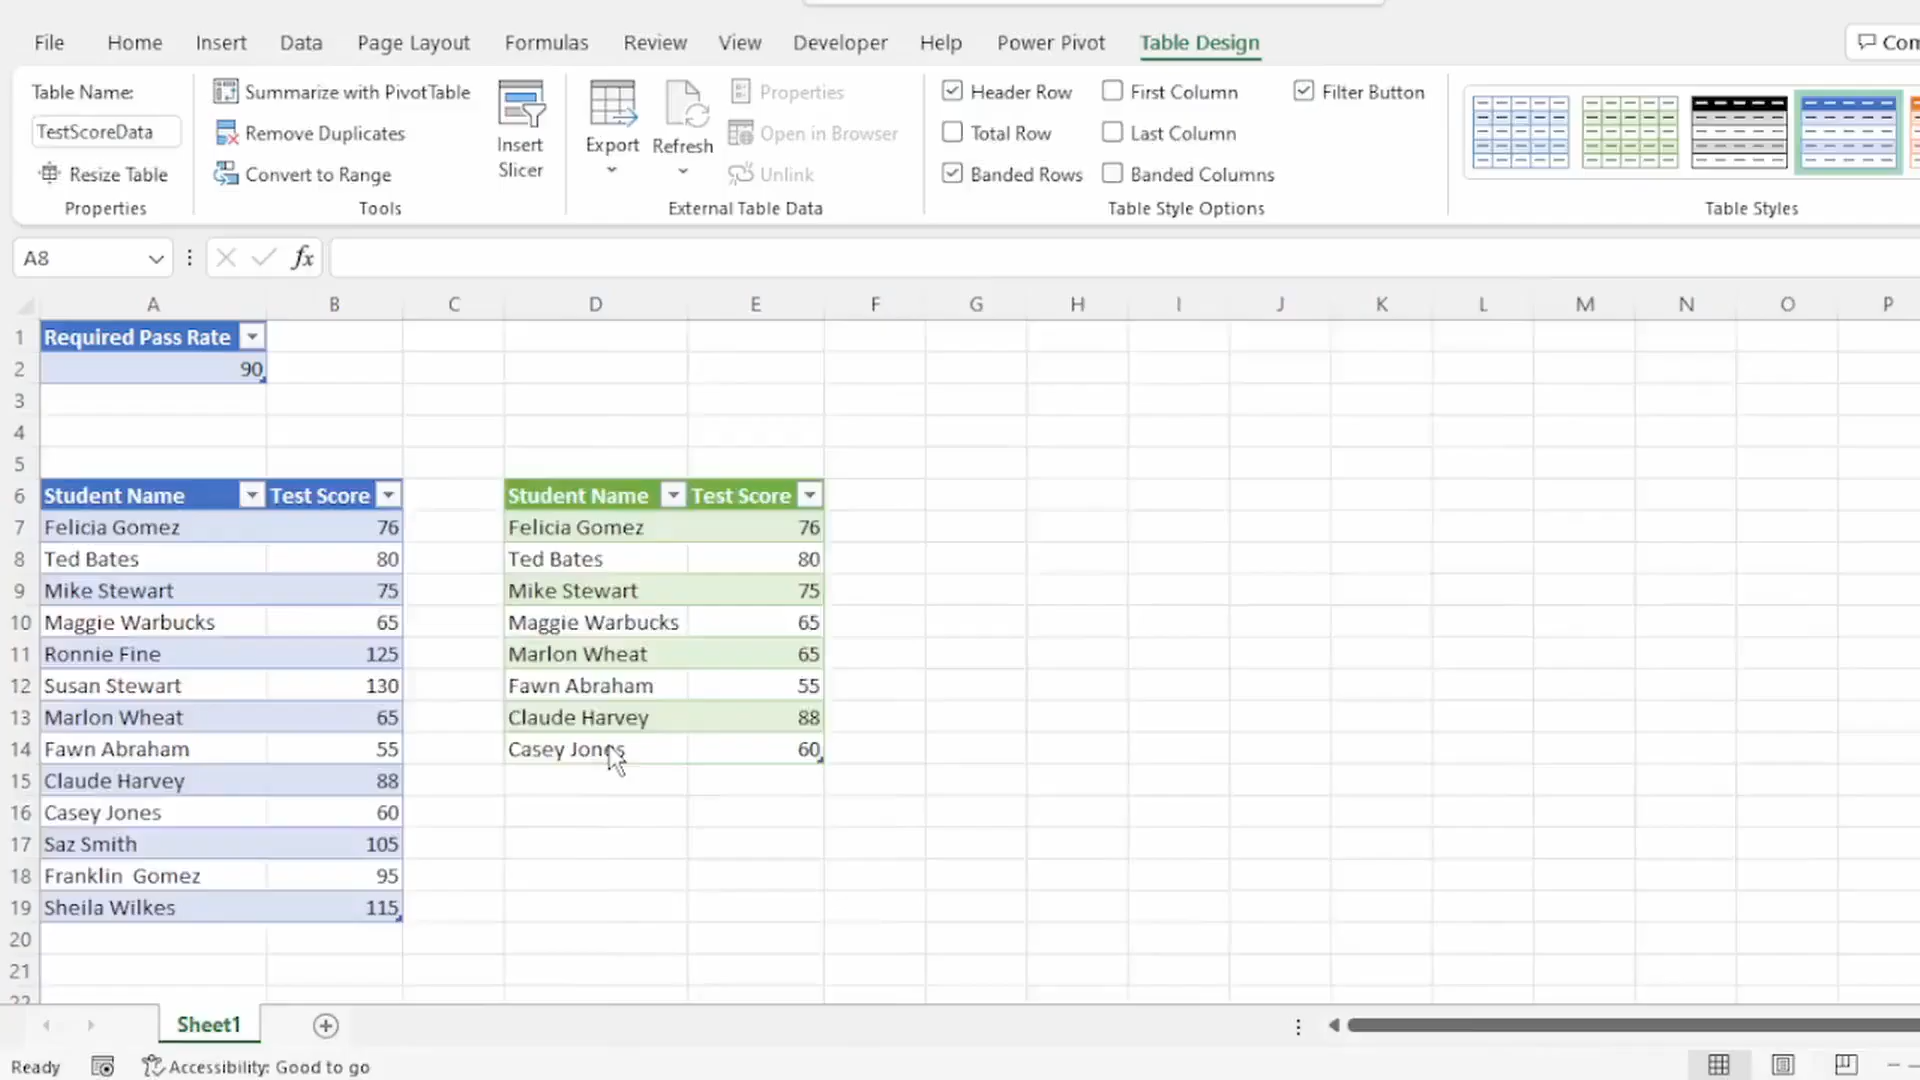 File Home Insert Data Page Layout Formulas Review View Developer Help Power Pivot Table Design
Table Name:
TestScoreData
Resize Table
Properties
Summarize with PivotTable
Remove Duplicates
Convert to Range
Tools
Insert
Slicer
Export
Refresh
Properties
Open in Browser
Unlink
External Table Data
Header Row First Column Filter Button
Total Row Last Column
Banded Rows Banded Columns
Table Style Options
Table Styles
A8 fx
A B C D E F G H I J K L M N O P
1 Required Pass Rate
2 90
3
4
5
6 Student Name Test Score Student Name Test Score
7 Felicia Gomez 76 Felicia Gomez 76
8 Ted Bates 80 Ted Bates 80
9 Mike Stewart 75 Mike Stewart 75
10 Maggie Warbucks 65 Maggie Warbucks 65
11 Ronnie Fine 125 Marlon Wheat 65
12 Susan Stewart 130 Fawn Abraham 55
13 Marlon Wheat 65 Claude Harvey 88
14 Fawn Abraham 55 Casey Jones 60
15 Claude Harvey 88
16 Casey Jones 60
17 Saz Smith 105
18 Franklin  Gomez 95
19 Sheila Wilkes 115
20
21
22
Sheet1
Ready Accessibility: Good to go